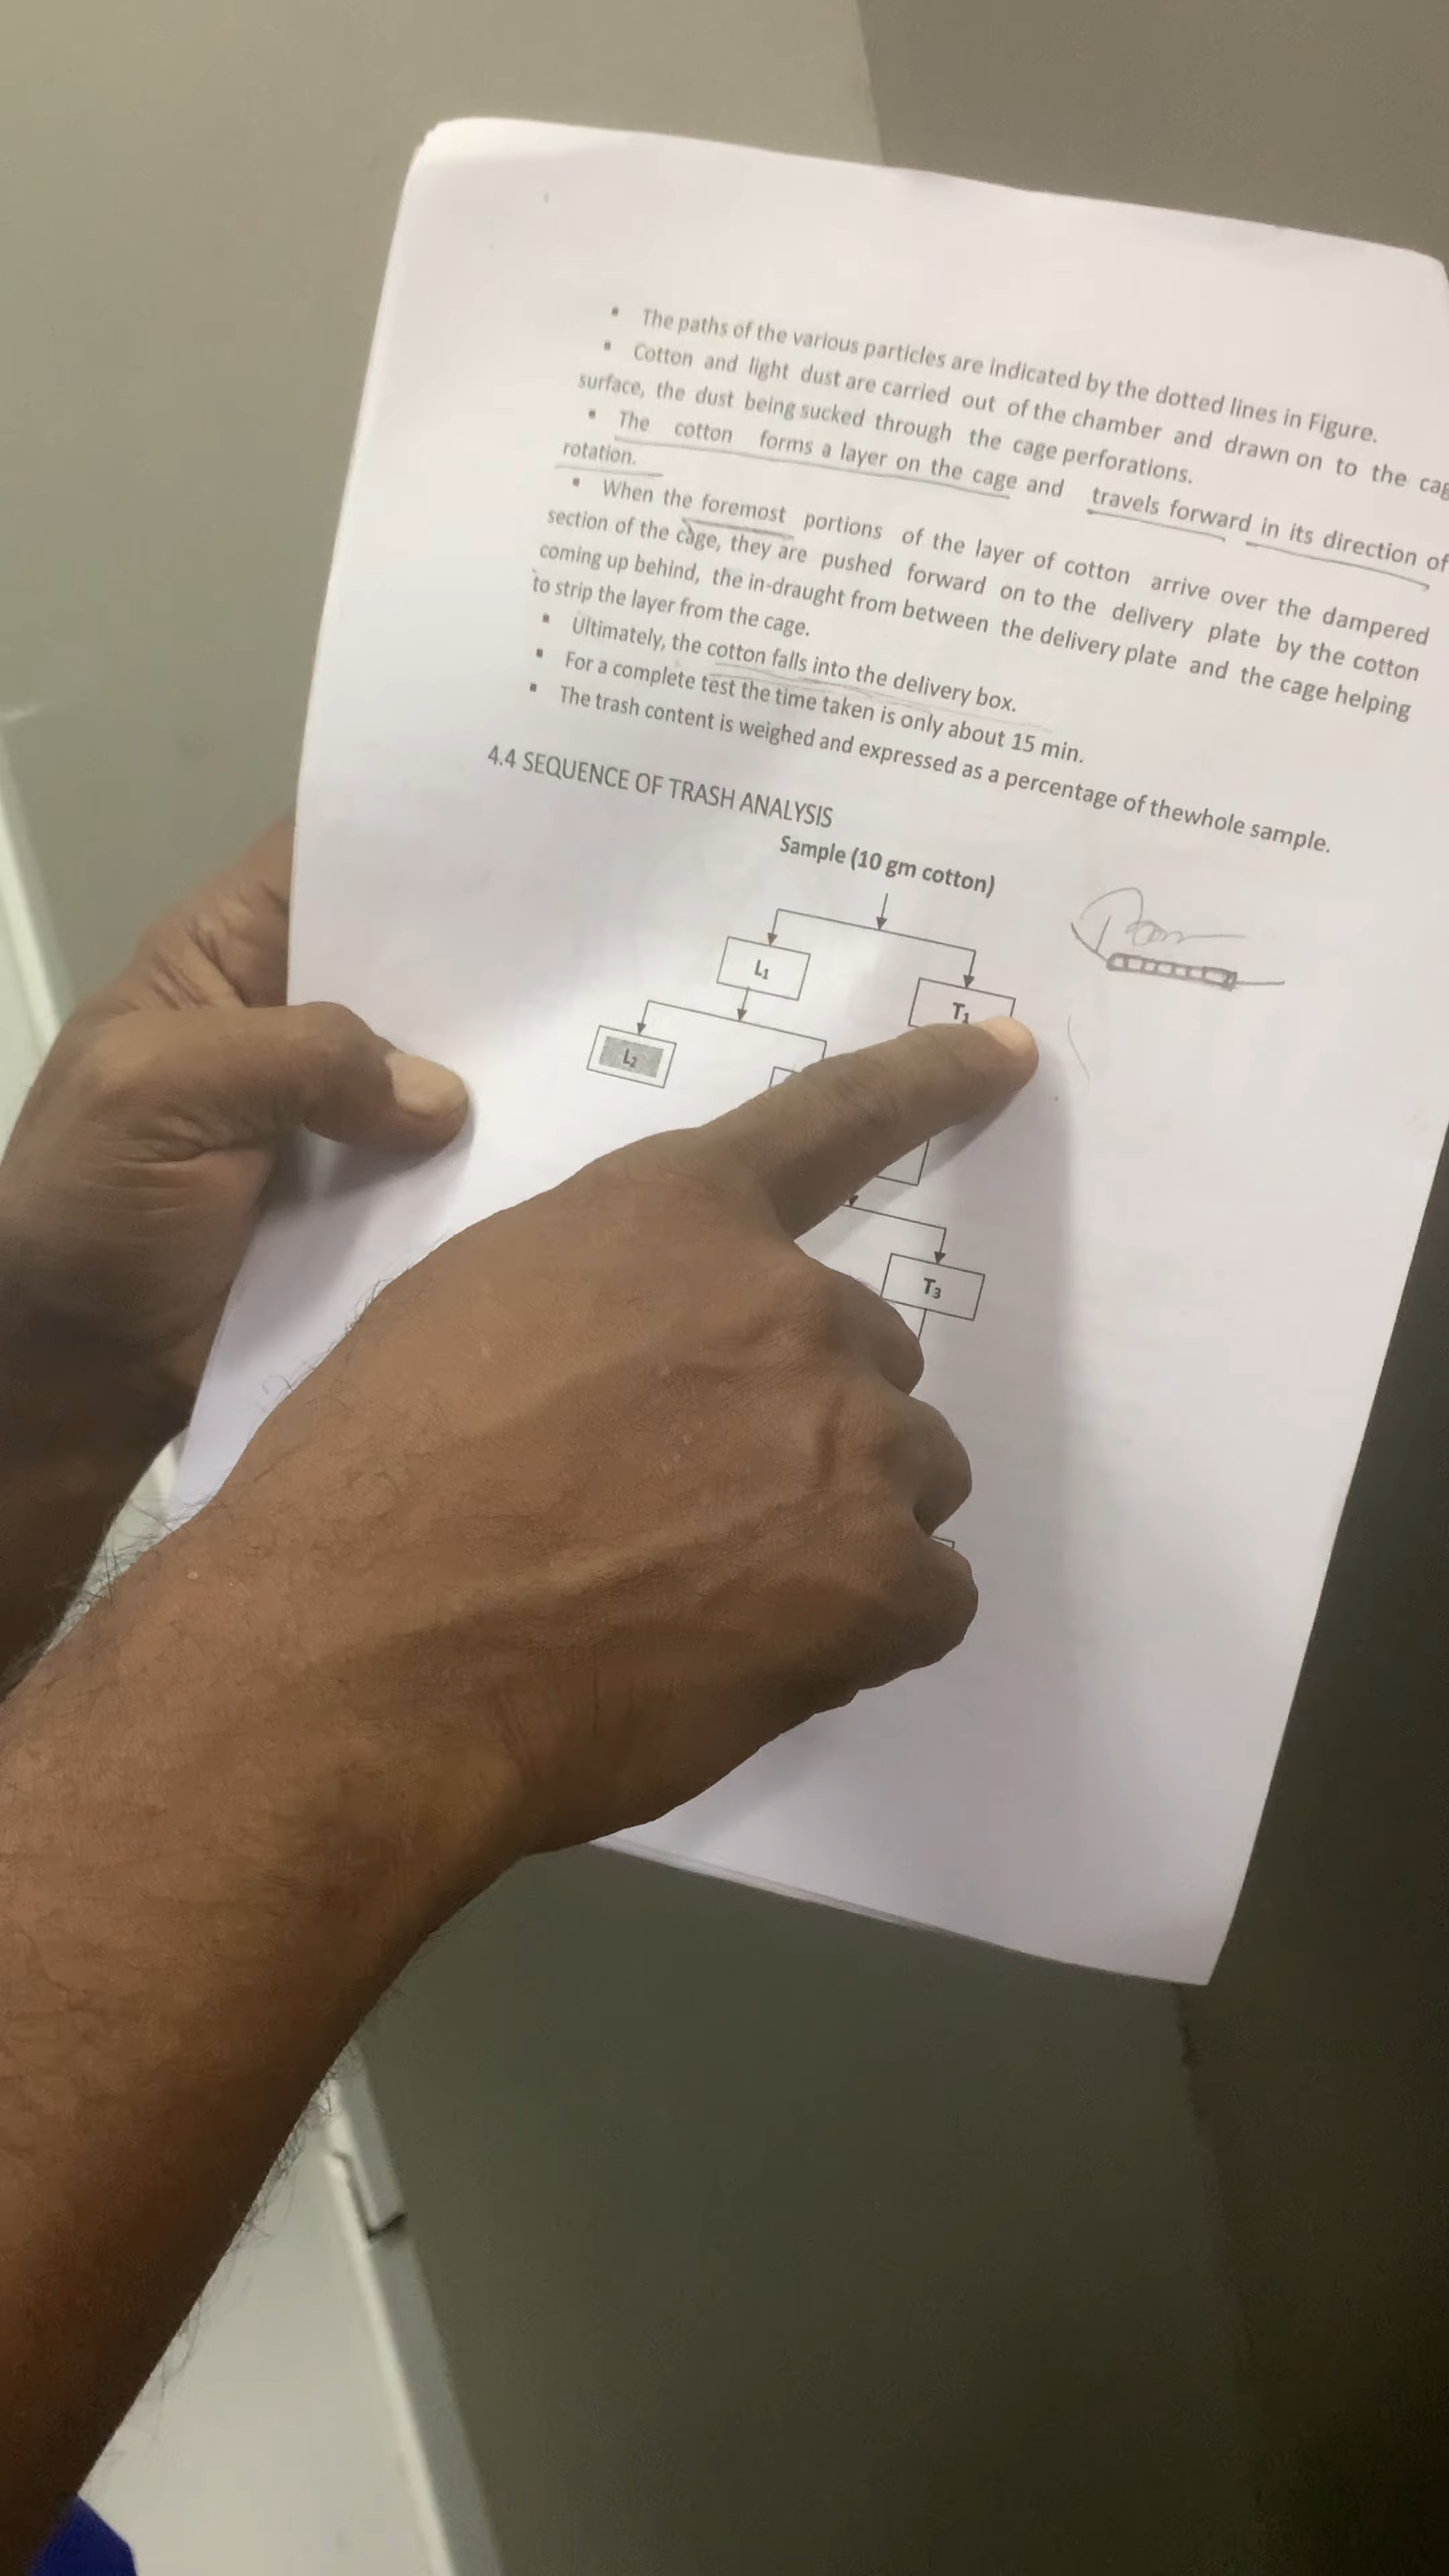 ▪ The paths of the various particles are indicated by the dotted lines in Figure.
▪ Cotton and light dust are carried out of the chamber and drawn on to the
surface, the dust being sucked through the cage perforations.
▪ The cotton forms a layer on the cage and travels forward in its direction of
rotation.
▪ When the foremost portions of the layer of cotton arrive over the dampered
section of the cage, they are pushed forward on to the delivery plate by the cotton
coming up behind, the in-draught from between the delivery plate and the cage helping
to strip the layer from the cage.
▪ Ultimately, the cotton falls into the delivery box.
▪ For a complete test the time taken is only about 15 min.
▪ The trash content is weighed and expressed as a percentage of thewhole sample.
4.4 SEQUENCE OF TRASH ANALYSIS
Sample (10 gm cotton)
L₁
T₁
L₂
T₃